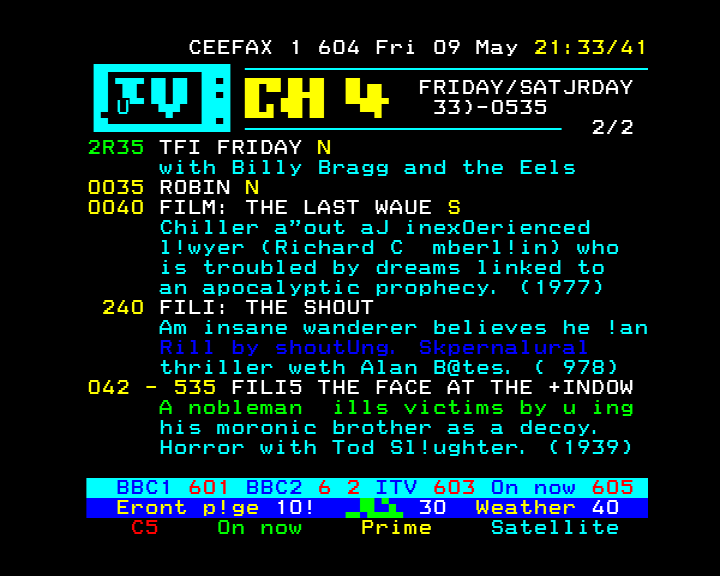 CEEFAX 1 604 Fri 09 May 21:33/41
TV CH 4 FRIDAY/SATJRDAY
U 33)-0535
2/2
2R35 TFI FRIDAY N
with Billy Bragg and the Eels
0035 ROBIN N
0040 FILM: THE LAST WAUE S
Chiller a”out aJ inexOerienced
l!wyer (Richard C  mberl!in) who
is troubled by dreams linked to
an apocalyptic prophecy. (1977)
240 FILI: THE SHOUT
Am insane wanderer believes he !an
Rill by shoutUng. Skpernalural
thriller weth Alan B@tes. ( 978)
042 - 535 FILI5 THE FACE AT THE +INDOW
A nobleman  ills victims by u ing
his moronic brother as a decoy.
Horror with Tod Sl!ughter. (1939)
BBC1 601 BBC2 6 2 ITV 603 On now 605
Eront p!ge 10! 30 Weather 40
C5 On now Prime Satellite